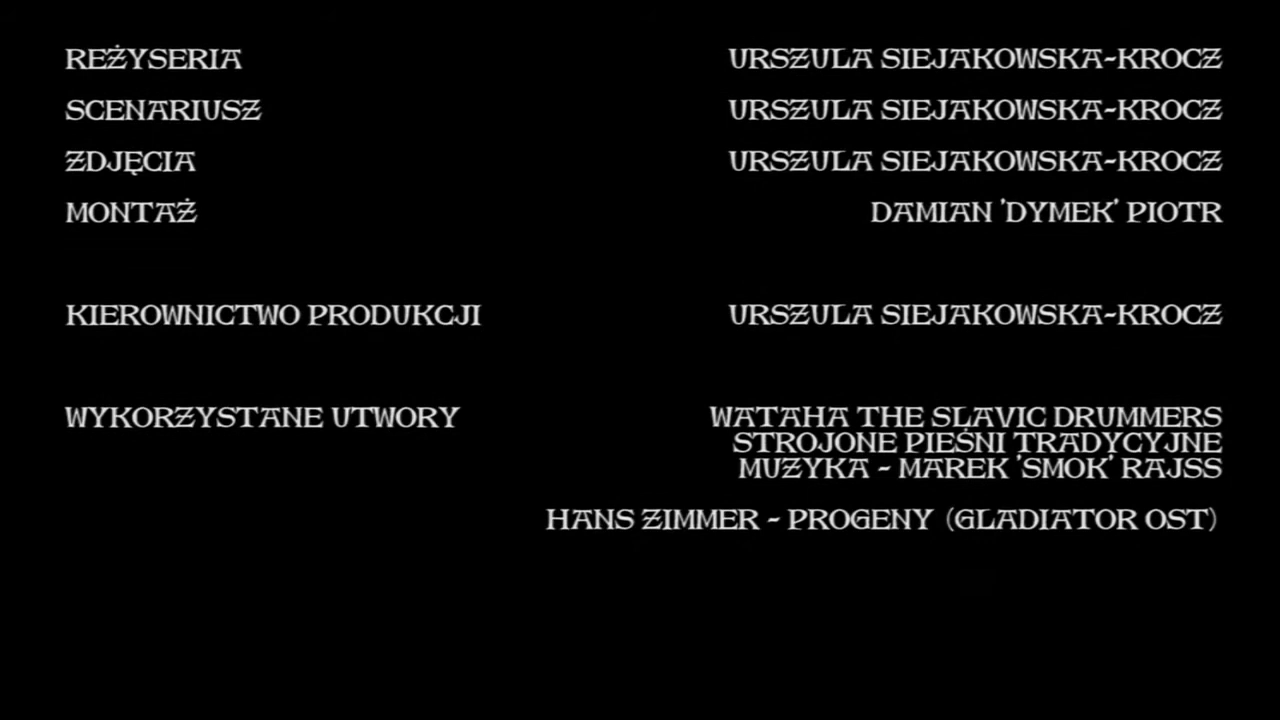 REŻYSERIA URSZULA SIEJAKOWSKA-KROCZ
SCENARIUSZ URSZULA SIEJAKOWSKA-KROCZ
ZDJĘCIA URSZULA SIEJAKOWSKA-KROCZ
MONTAŻ DAMIAN 'DYMEK' PIOTR
KIEROWNICTWO PRODUKCJI URSZULA SIEJAKOWSKA-KROCZ
WYKORZYSTANE UTWORY WATAHA THE SLAVIC DRUMMERS
STROJONE PIEŚNI TRADYCYJNE
MUZYKA - MAREK 'SMOK' RAJSS
HANS ZIMMER - PROGENY (GLADIATOR OST)